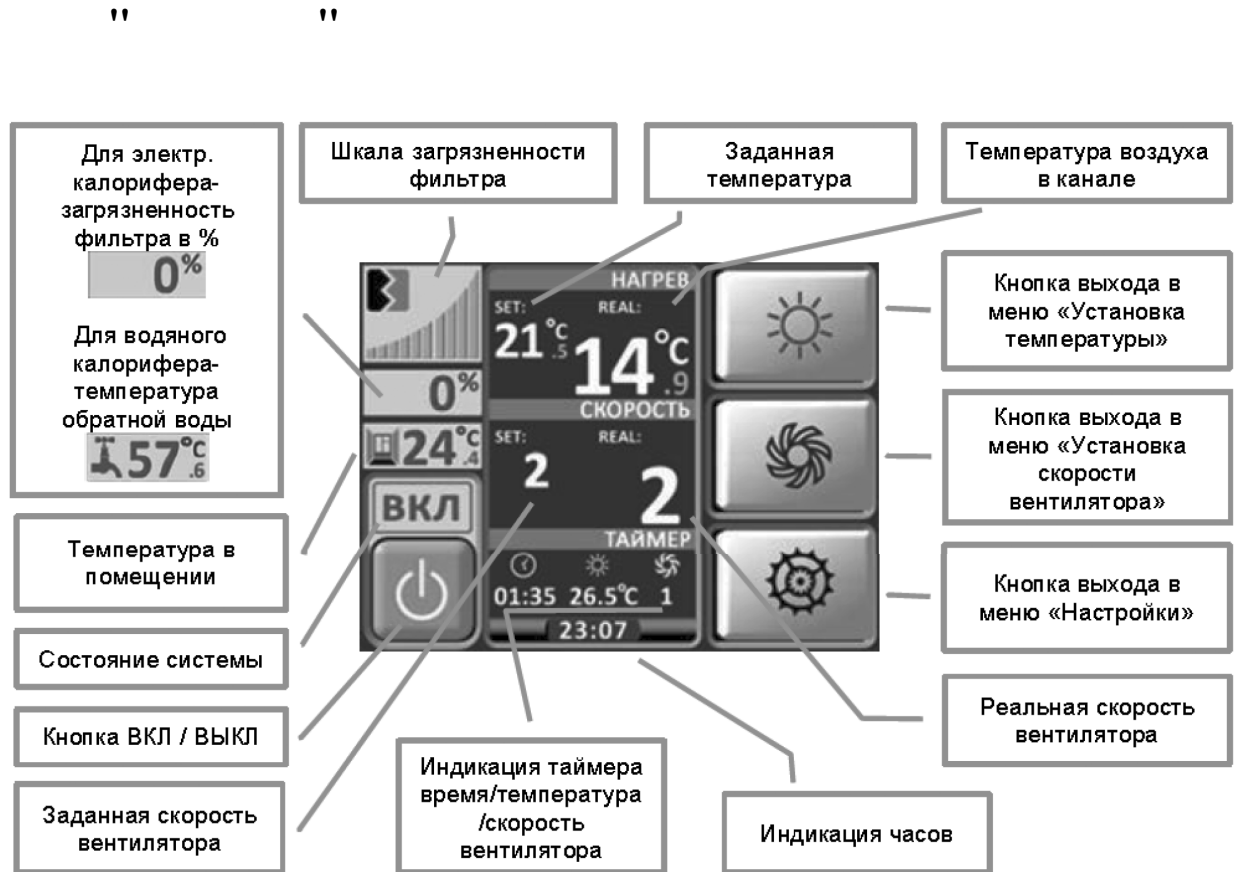 "                    "
Для электр.
калорифера-
загрязненность
фильтра в %
0%
Для водяного
калорифера-
температура
обратной воды
57°C
.6
Шкала загрязненности
фильтра
Заданная
температура
Температура воздуха
в канале
НАГРЕВ
SET:
REAL:
21°C
.5
14°C
.9
0%
24°C
.4
СКОРОСТЬ
SET:
REAL:
2
2
ВКЛ
ТАЙМЕР
01:35 26.5°C 1
23:07
Кнопка выхода в
меню «Установка
температуры»
Кнопка выхода в
меню «Установка
скорости
вентилятора»
Кнопка выхода в
меню «Настройки»
Реальная скорость
вентилятора
Температура в
помещении
Состояние системы
Кнопка ВКЛ / ВЫКЛ
Заданная скорость
вентилятора
Индикация таймера
время/температура
/скорость
вентилятора
Индикация часов